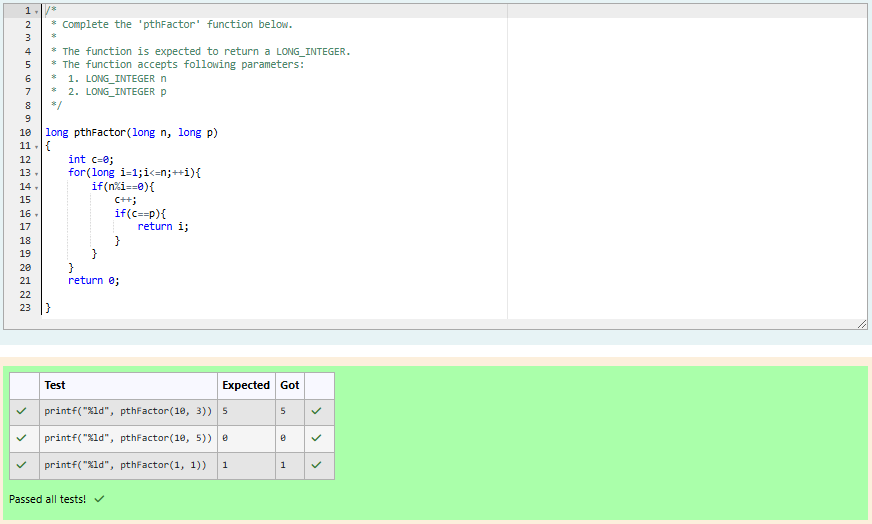 1 /*
2  * Complete the 'pthFactor' function below.
3  *
4  * The function is expected to return a LONG_INTEGER.
5  * The function accepts following parameters:
6  *  1. LONG_INTEGER n
7  *  2. LONG_INTEGER p
8  */
9
10 long pthFactor(long n, long p)
11 {
12     int c=0;
13     for(long i=1;i<=n;++i){
14         if(n%i==0){
15             c++;
16             if(c==p){
17                 return i;
18             }
19         }
20     }
21     return 0;
22
23 }
Test Expected Got
printf("%ld", pthFactor(10, 3)) 5 5
printf("%ld", pthFactor(10, 5)) 0 0
printf("%ld", pthFactor(1, 1)) 1 1
Passed all tests!